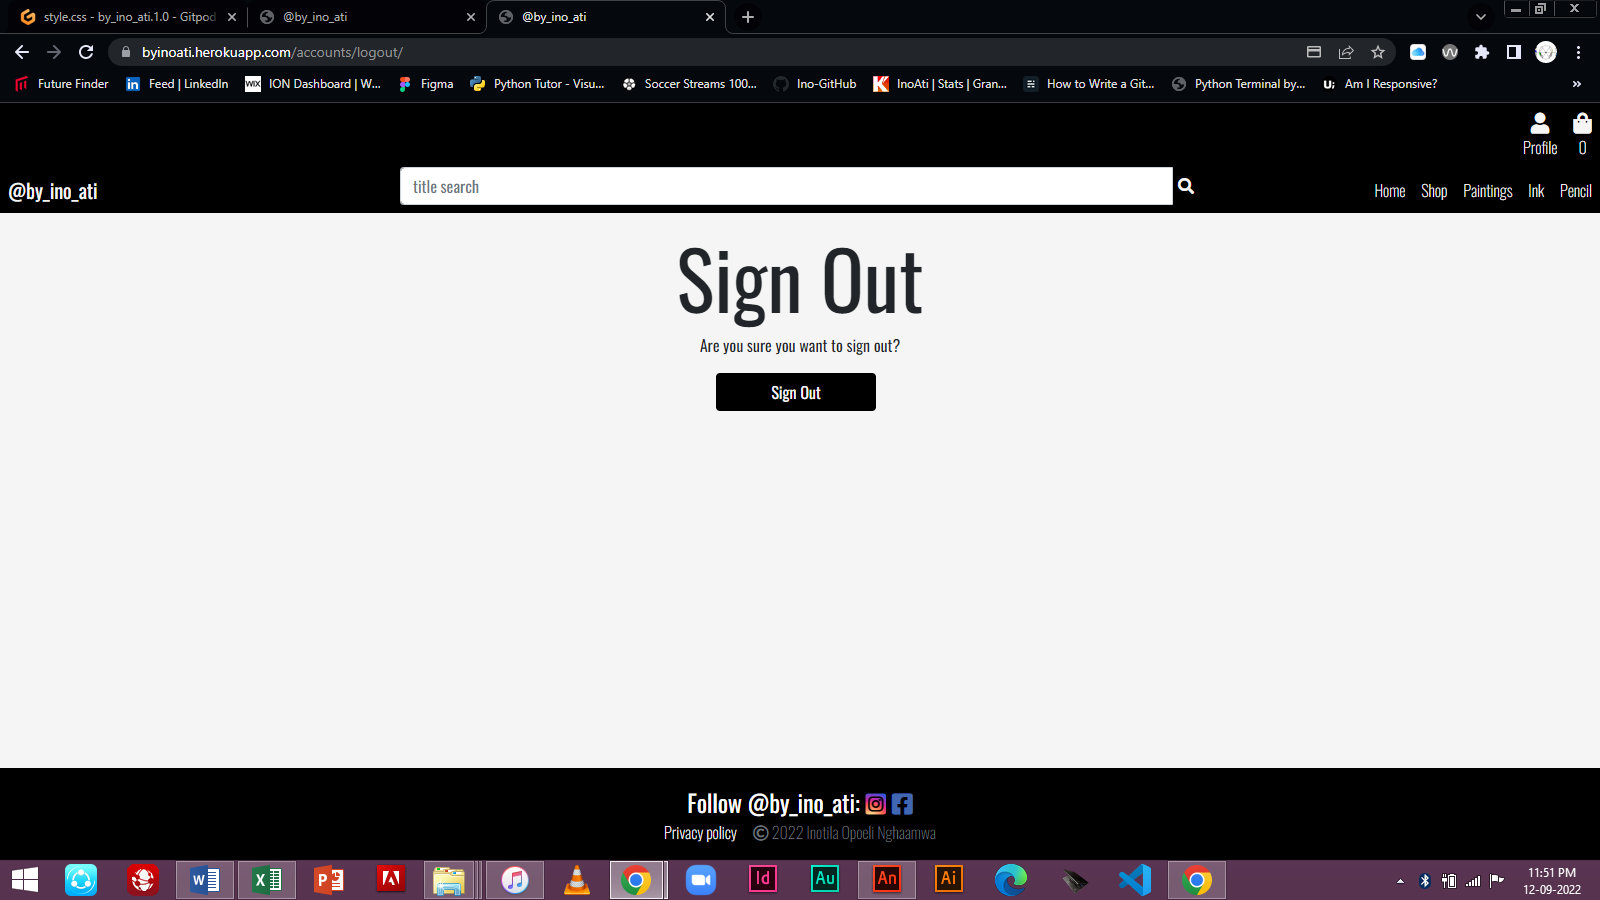 style.css - by_ino_ati.1.0 - Gitpod
@by_ino_ati
@by_ino_ati
byinoati.herokuapp.com/accounts/logout/
Future Finder
Feed | LinkedIn
WIX
ION Dashboard | W...
Figma
Python Tutor - Visu...
Soccer Streams 100...
Ino-GitHub
InoAti | Stats | Gran...
How to Write a Git...
Python Terminal by...
Am I Responsive?
Profile
0
@by_ino_ati
title search
Home
Shop
Paintings
Ink
Pencil
Sign Out
Are you sure you want to sign out?
Sign Out
Follow @by_ino_ati:
Privacy policy
© 2022 Inotila Opoeli Nghaamwa
Id
Au
An
Ai
11:51 PM
12-09-2022